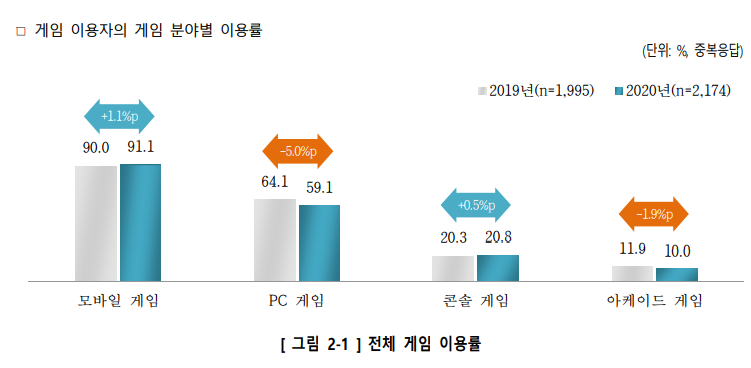 □ 게임 이용자의 게임 분야별 이용률
(단위: %, 중복응답)
2019년(n=1,995) 2020년(n=2,174)
+1.1%p
90.0 91.1
-5.0%p
64.1 59.1
+0.5%p
20.3 20.8
-1.9%p
11.9 10.0
모바일 게임 PC 게임 콘솔 게임 아케이드 게임
[ 그림 2-1 ] 전체 게임 이용률